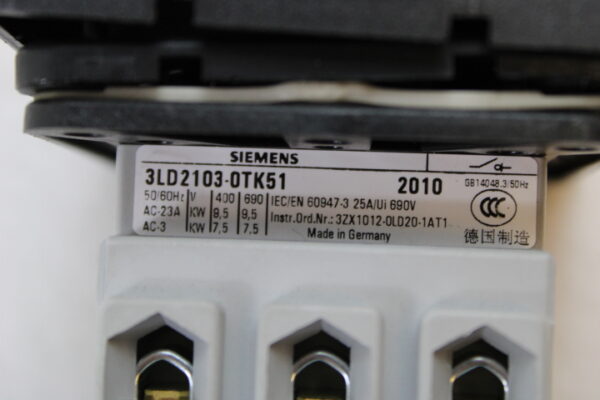 SIEMENS
3LD2103-0TK51 2010
GB14048.3/50Hz
50/60Hz V 400 690 IEC/EN 60947-3 25A/Ui 690V
AC-23A KW 9,5 9,5 Instr.Ord.Nr.: 3ZX1012-0LD20-1AT1
AC-3 KW 7,5 7.5 Made in Germany
CCC
德国制造